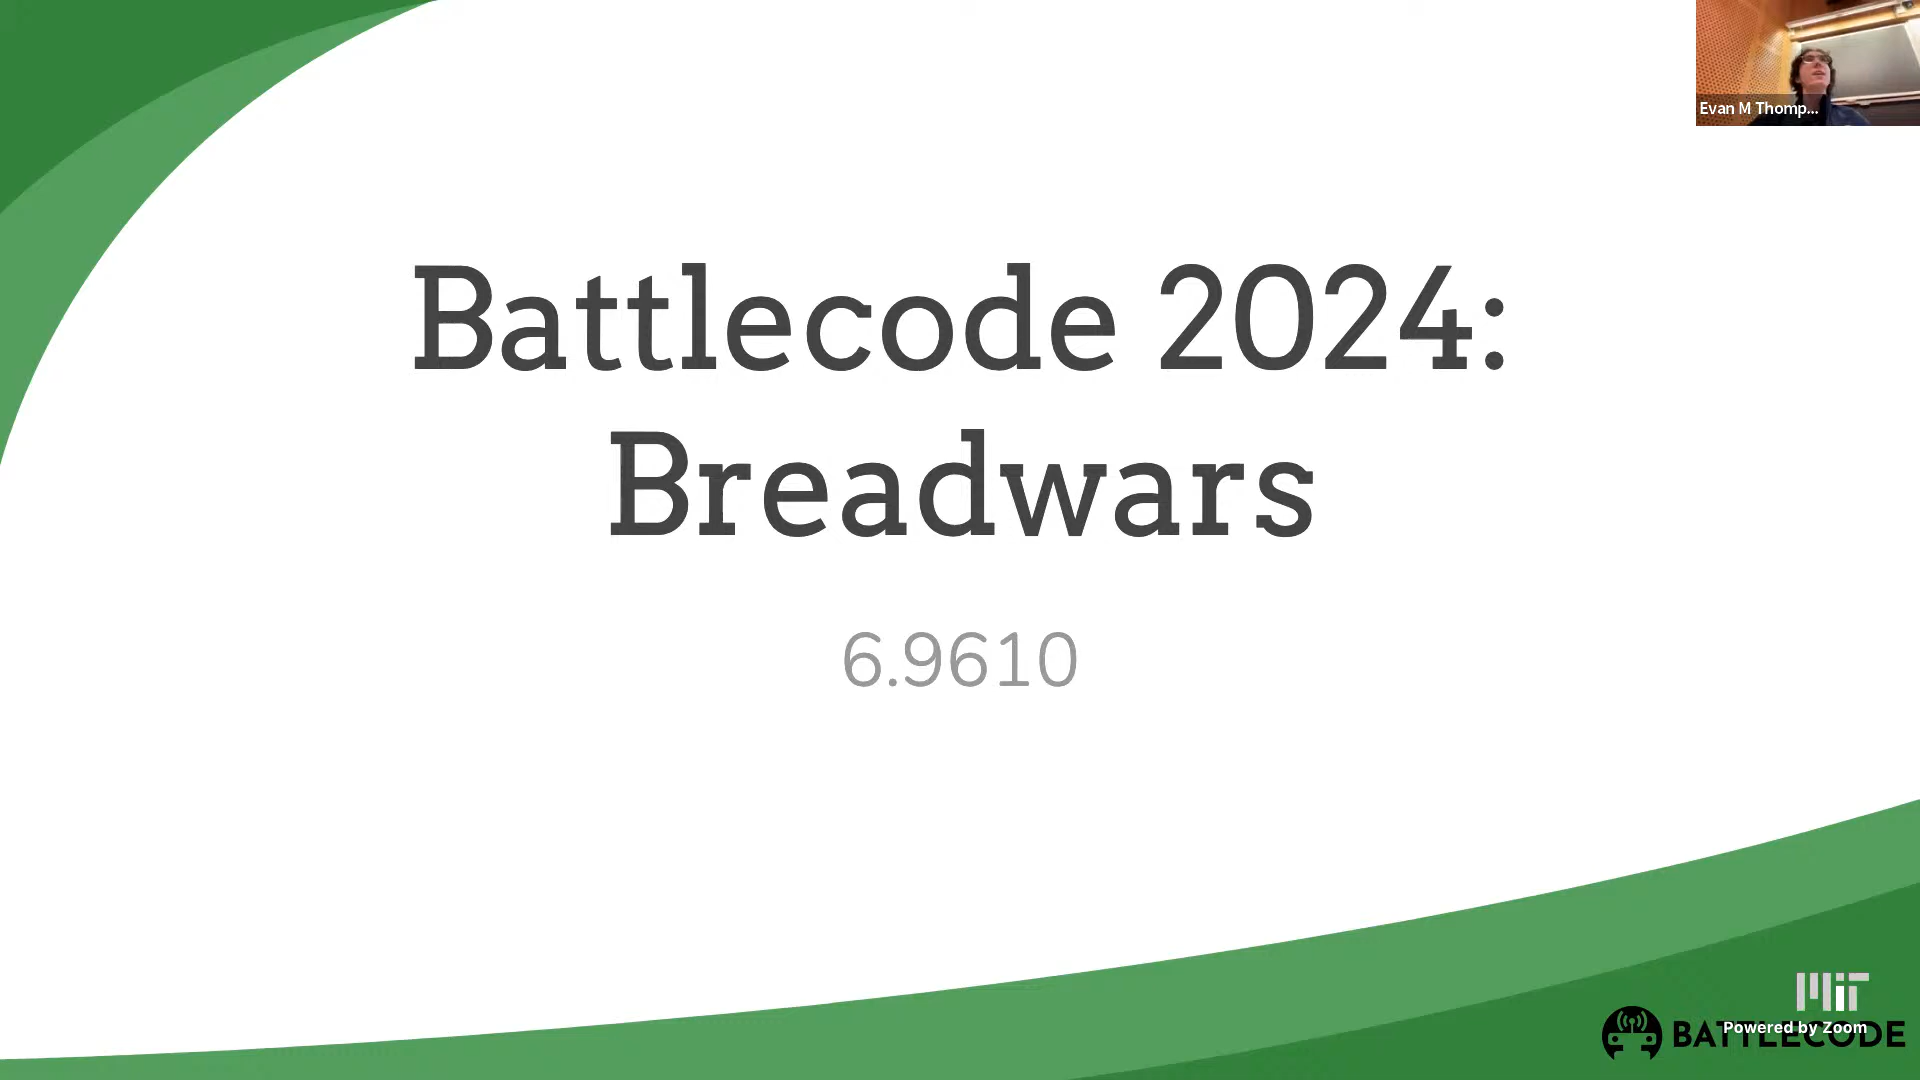 Evan M Thomp...
Battlecode 2024:
Breadwars
6.9610
MIT
Powered by Zoom
BATTLECODE